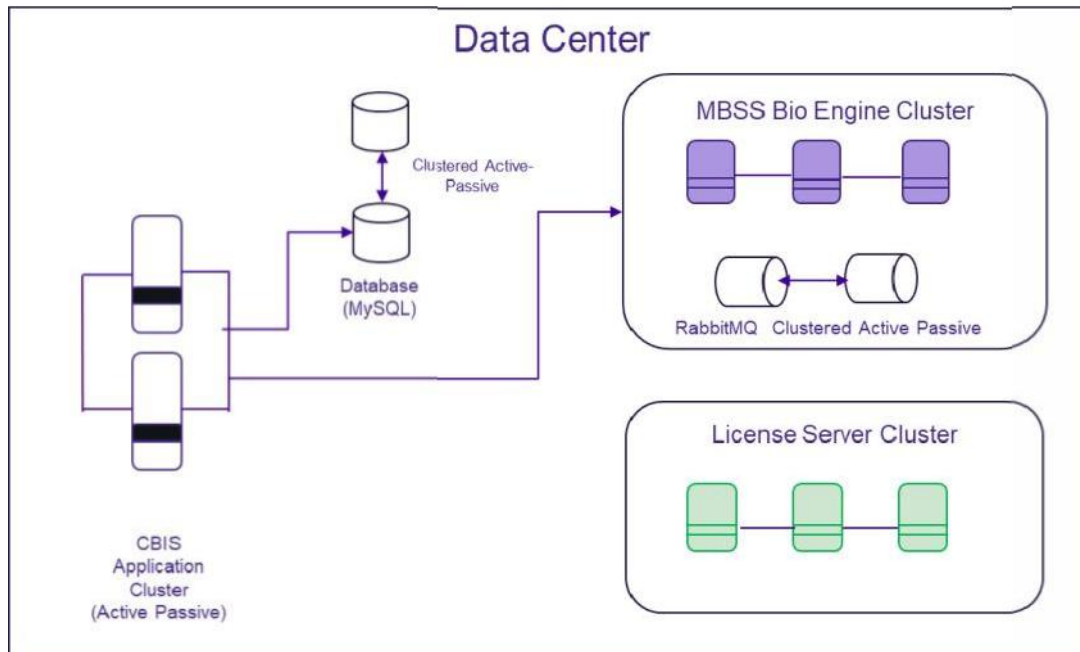 Data Center
Clustered Active-
Passive
Database
(MySQL)
CBIS
Application
Cluster
(Active Passive)
MBSS Bio Engine Cluster
RabbitMQ Clustered Active Passive
License Server Cluster